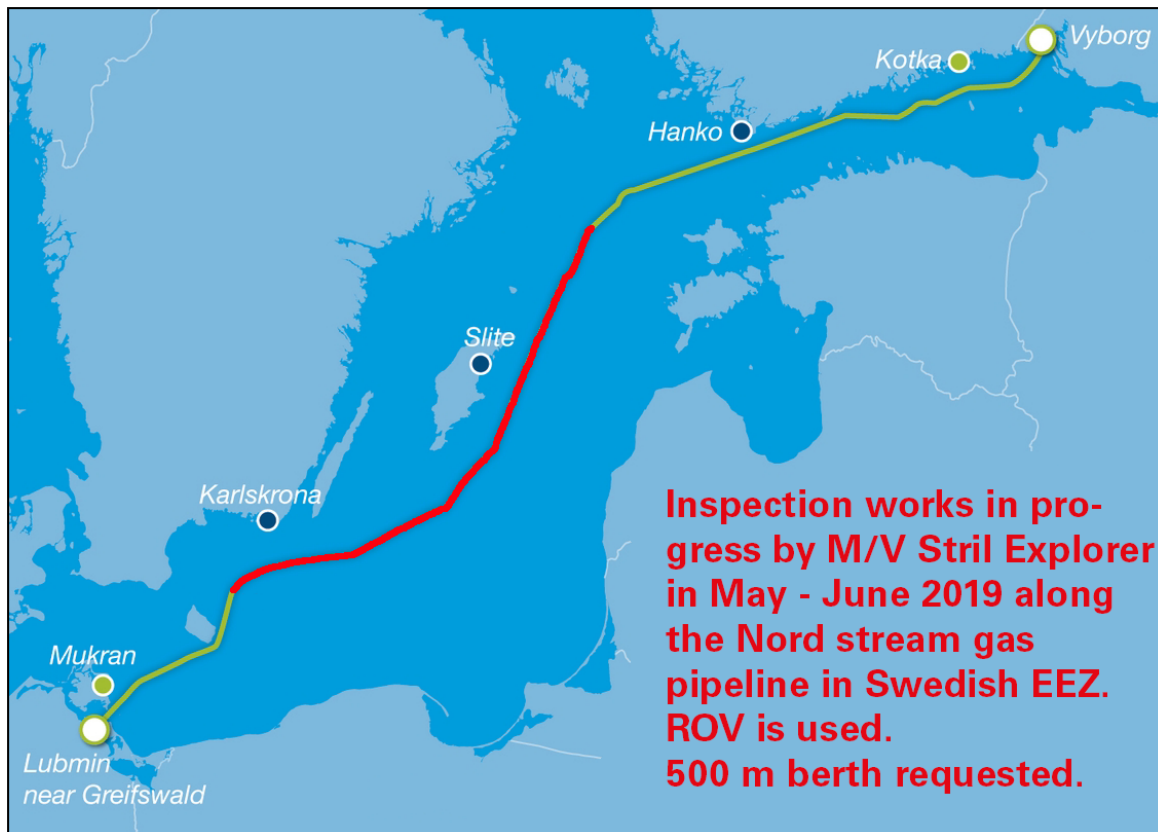 Vyborg
Kotka
Hanko
Slite
Karlskrona
Mukran
Lubmin
near Greifswald
Inspection works in pro-
gress by M/V Stril Explorer
in May - June 2019 along
the Nord stream gas
pipeline in Swedish EEZ.
ROV is used.
500 m berth requested.